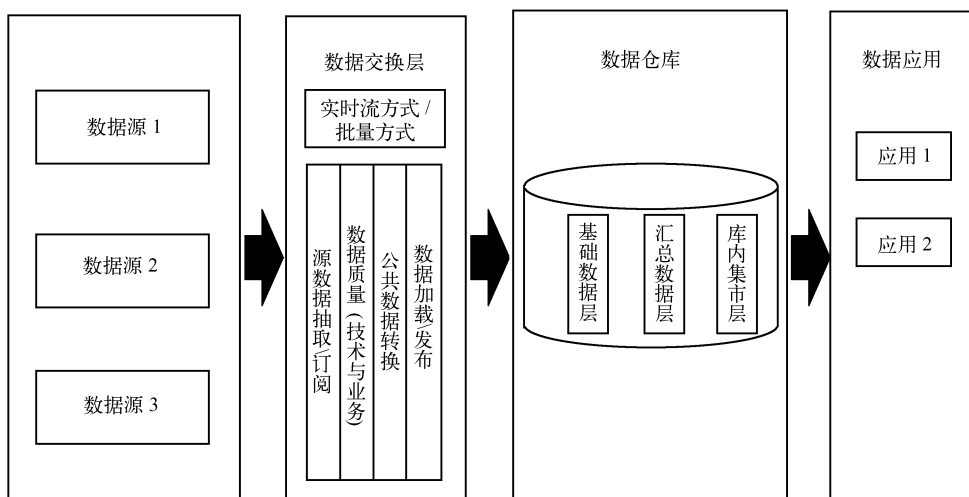 数据源 1
数据源 2
数据源 3
数据交换层
实时流方式 /
批量方式
源数据抽取\订阅
数据质量 (技术与业务)
公共数据转换
数据加载\发布
数据仓库
基础数据层
汇总数据层
库内集市层
数据应用
应用 1
应用 2